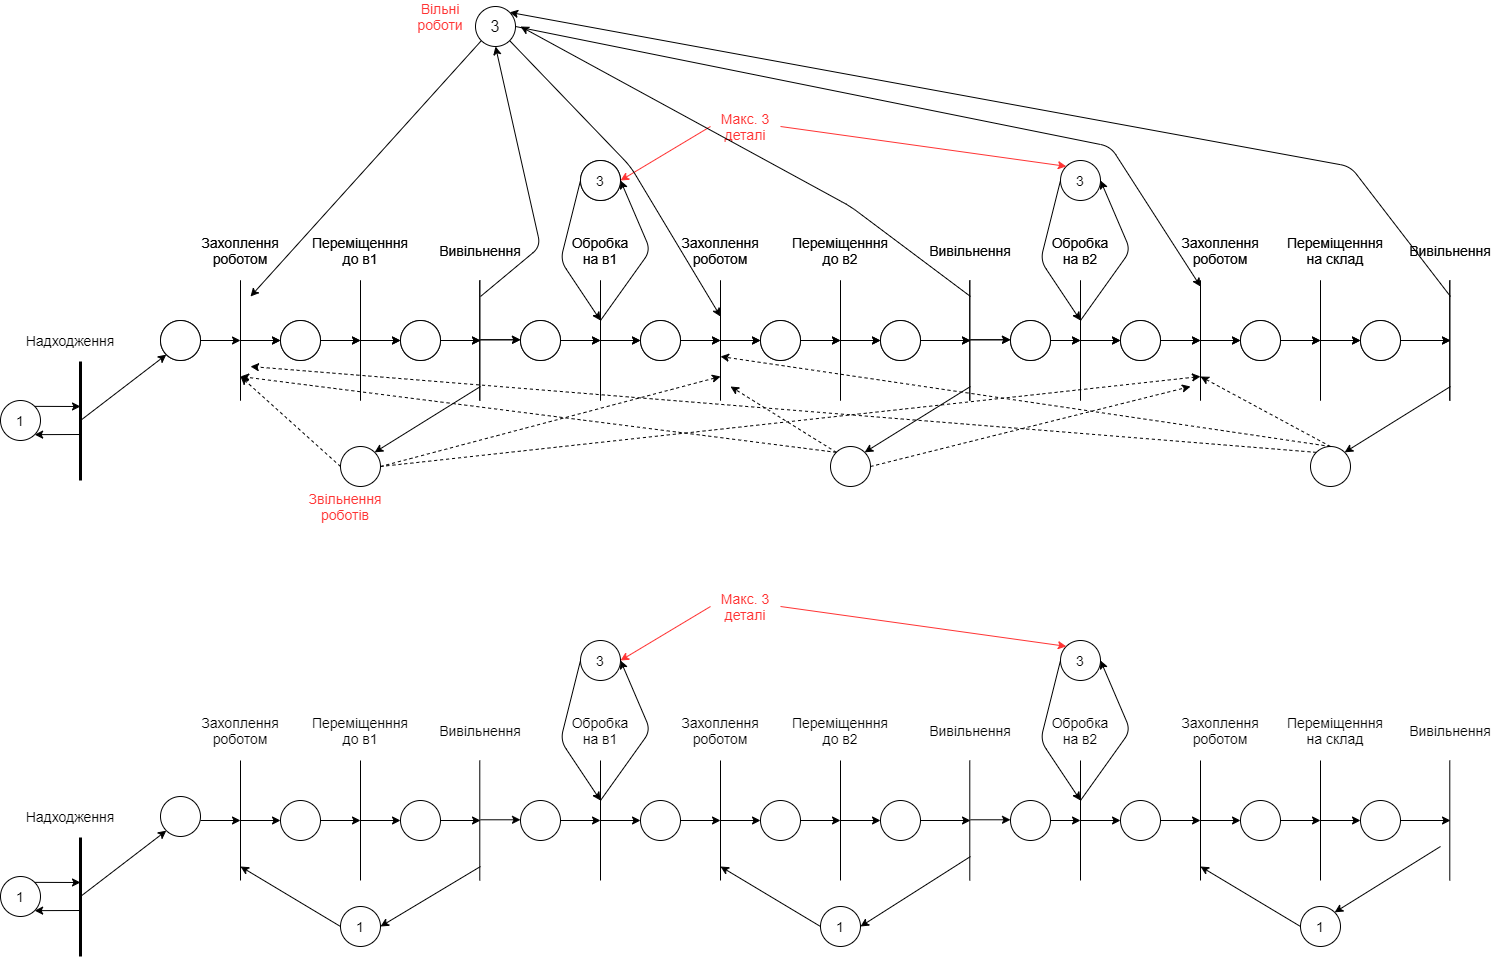 Вільні
роботи
3
Макс. 3
деталі
3
3
Захоплення
роботом
Переміщенння
до в1
Вивільнення
Обробка
на в1
Захоплення
роботом
Переміщенння
до в2
Вивільнення
Обробка
на в2
Захоплення
роботом
Переміщенння
на склад
Вивільнення
Надходження
1
Звільнення
роботів
Макс. 3
деталі
3
3
Захоплення
роботом
Переміщенння
до в1
Вивільнення
Обробка
на в1
Захоплення
роботом
Переміщенння
до в2
Вивільнення
Обробка
на в2
Захоплення
роботом
Переміщенння
на склад
Вивільнення
Надходження
1
1
1
1